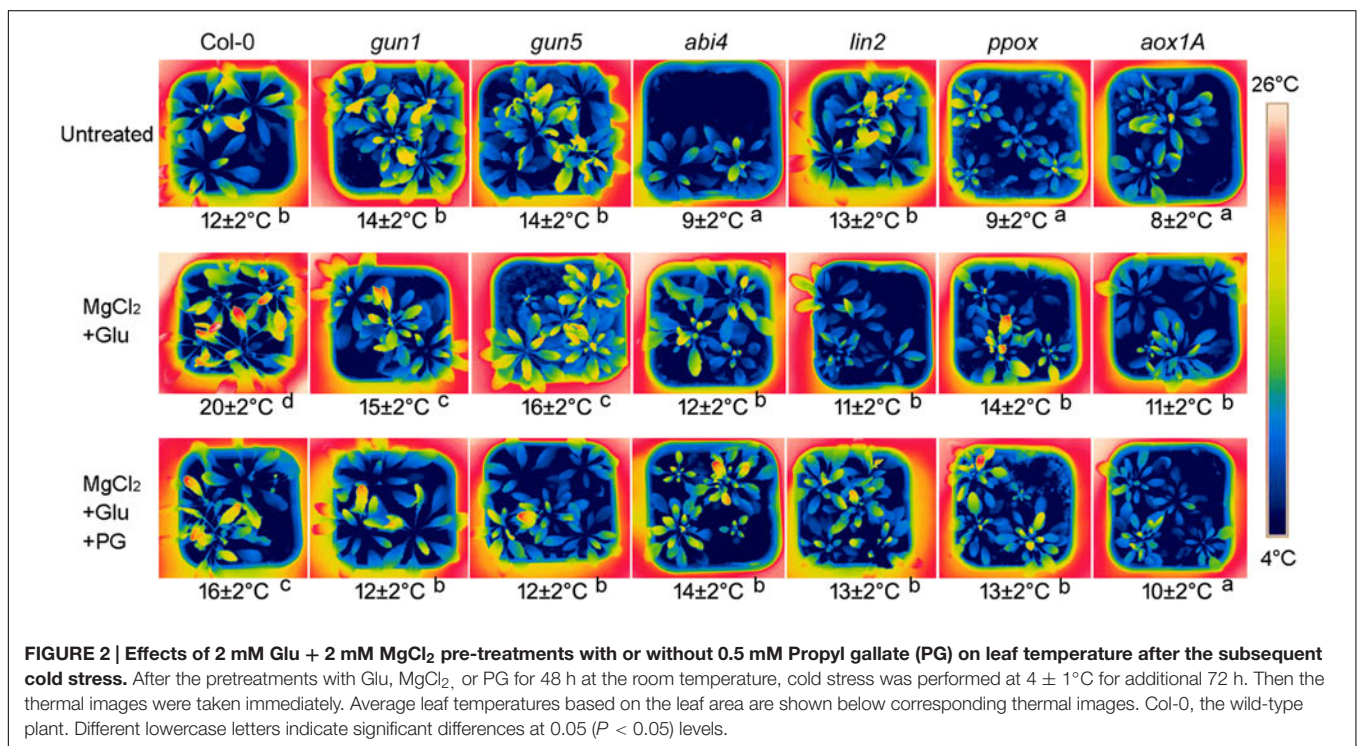 Col-0 gun1 gun5 abi4 lin2 ppox aox1A
26°C
Untreated
12±2°C b 14±2°C b 14±2°C b 9±2°C a 13±2°C b 9±2°C a 8±2°C a
MgCl2
+Glu
20±2°C d 15±2°C c 16±2°C c 12±2°C b 11±2°C b 14±2°C b 11±2°C b
MgCl2
+Glu
+PG
4°C
16±2°C c 12±2°C b 12±2°C b 14±2°C b 13±2°C b 13±2°C b 10±2°C a
FIGURE 2 | Effects of 2 mM Glu + 2 mM MgCl2 pre-treatments with or without 0.5 mM Propyl gallate (PG) on leaf temperature after the subsequent
cold stress. After the pretreatments with Glu, MgCl2, or PG for 48 h at the room temperature, cold stress was performed at 4 ± 1°C for additional 72 h. Then the
thermal images were taken immediately. Average leaf temperatures based on the leaf area are shown below corresponding thermal images. Col-0, the wild-type
plant. Different lowercase letters indicate significant differences at 0.05 (P < 0.05) levels.